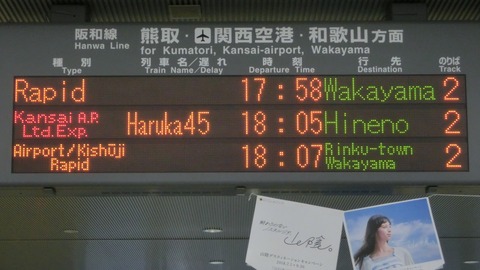 阪和線
Hanwa Line
熊取・関西空港・和歌山方面
for Kumatori, Kansai-airport, Wakayama
種別 列車名/遅れ 時刻 行先 のりば
Type Train Name/Delay Departure Time Destination Track
Rapid 17:58 Wakayama 2
Kansai A.P. Ltd.Exp. Haruka45 18:05 Hineno 2
Airport/Kishūji Rapid 18:07 Rinku-town Wakayama 2
山陰。